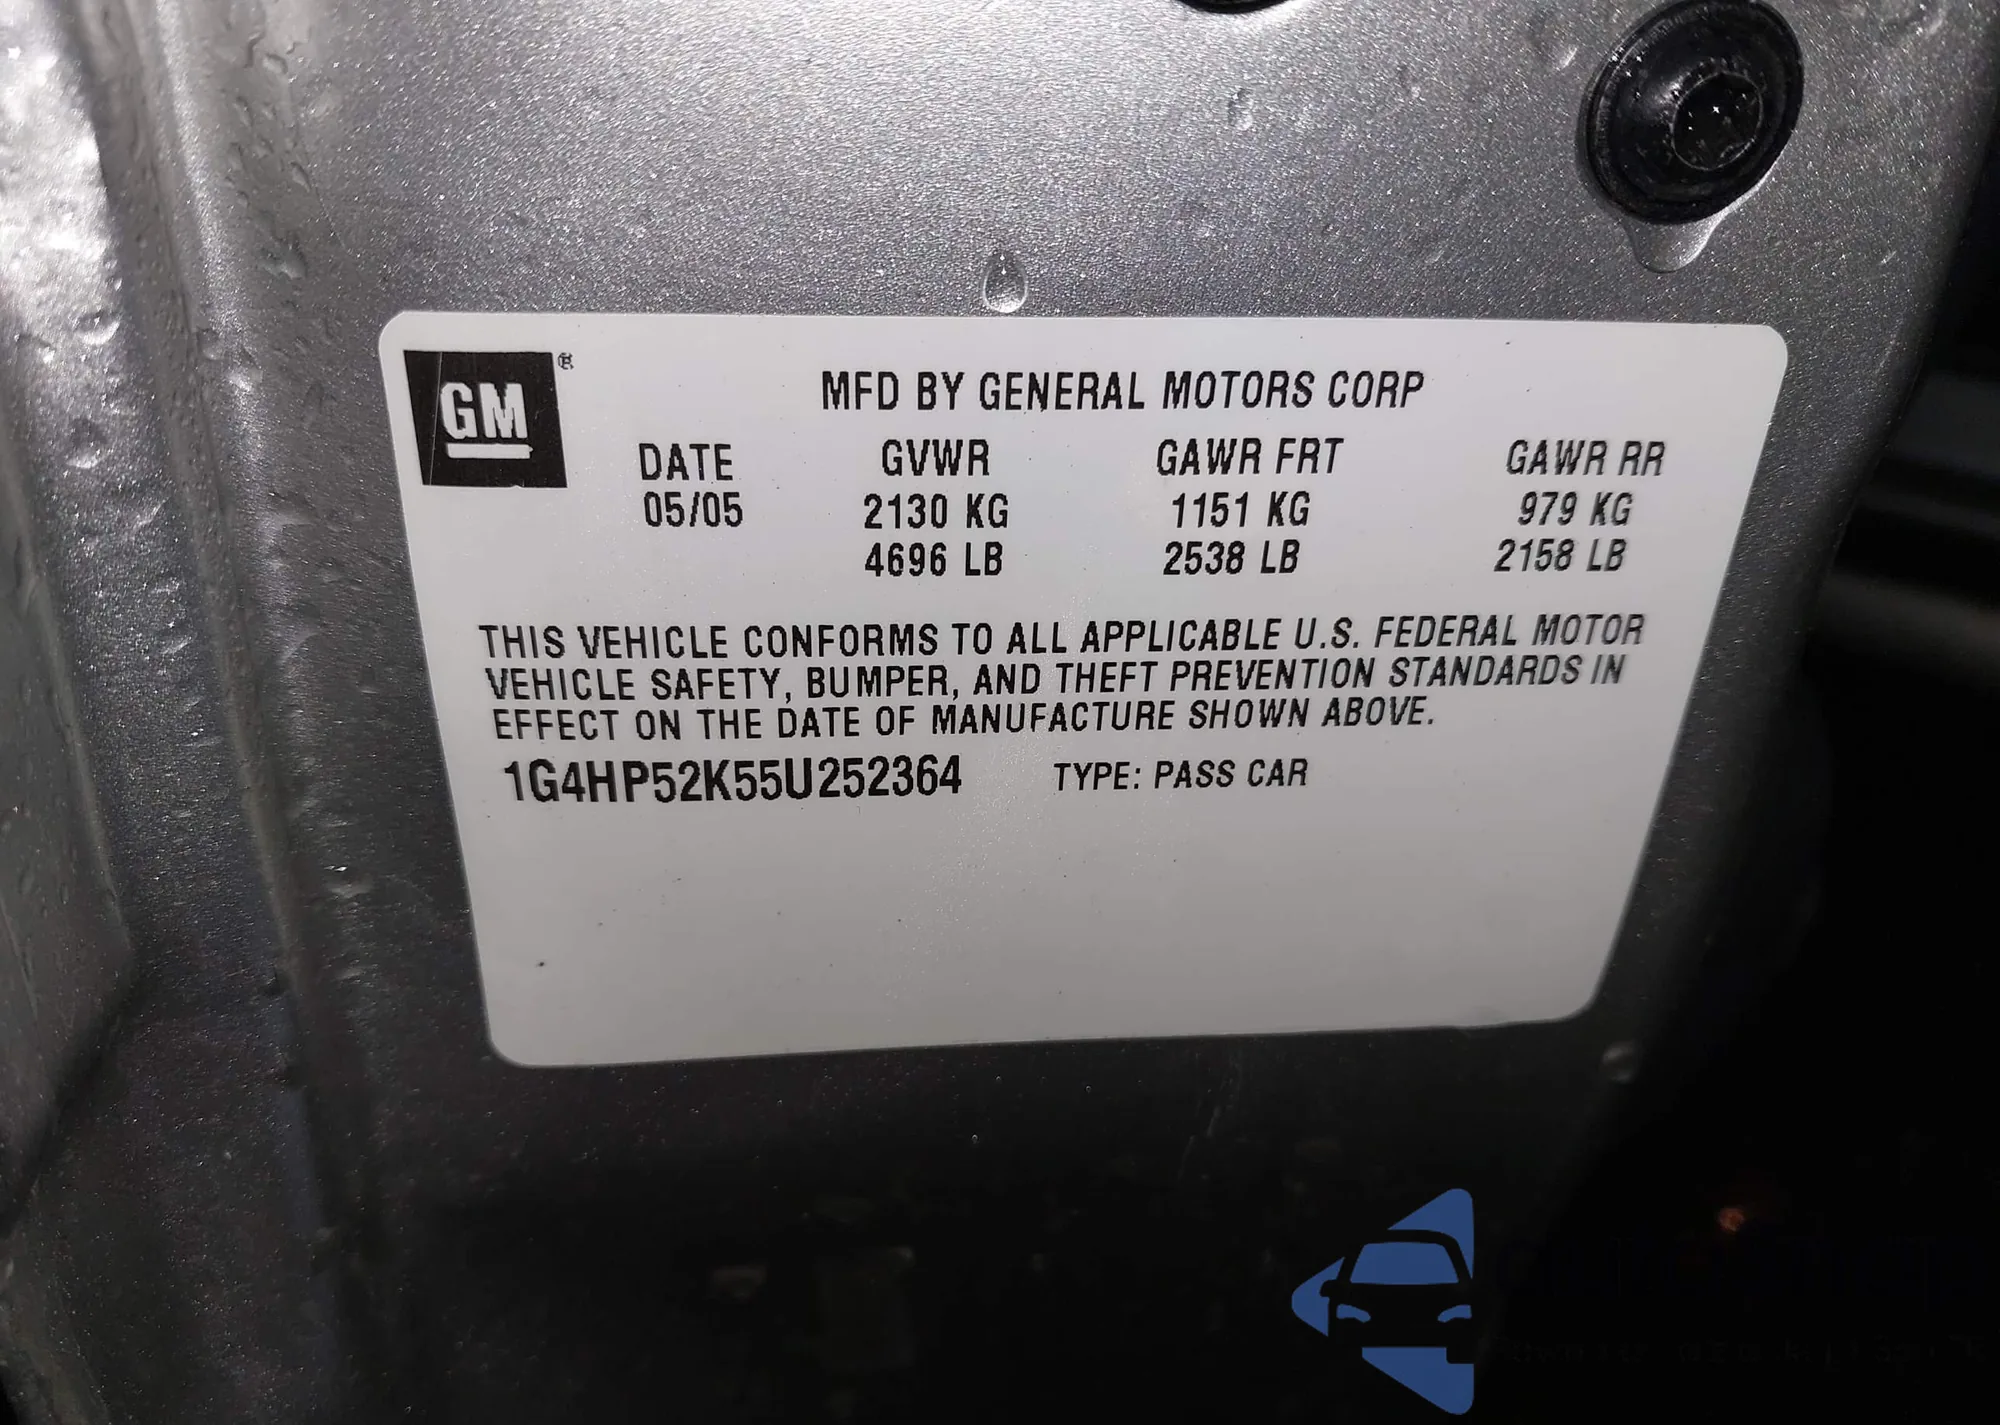 GM®
MFD BY GENERAL MOTORS CORP
DATE GVWR GAWR FRT GAWR RR
05/05 2130 KG 1151 KG 979 KG
4696 LB 2538 LB 2158 LB
THIS VEHICLE CONFORMS TO ALL APPLICABLE U.S. FEDERAL MOTOR
VEHICLE SAFETY, BUMPER, AND THEFT PREVENTION STANDARDS IN
EFFECT ON THE DATE OF MANUFACTURE SHOWN ABOVE.
1G4HP52K55U252364 TYPE: PASS CAR